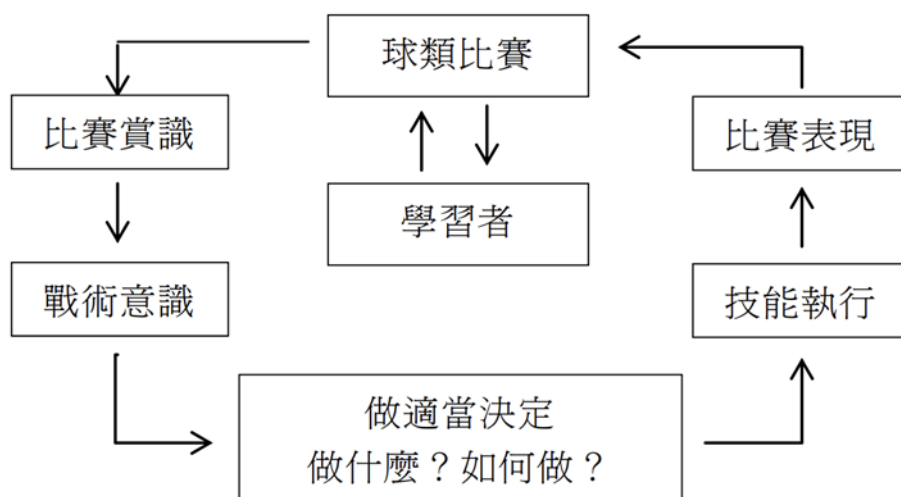 球類比賽
比賽賞識
比賽表現
學習者
戰術意識
技能執行
做適當決定
做什麼？如何做？